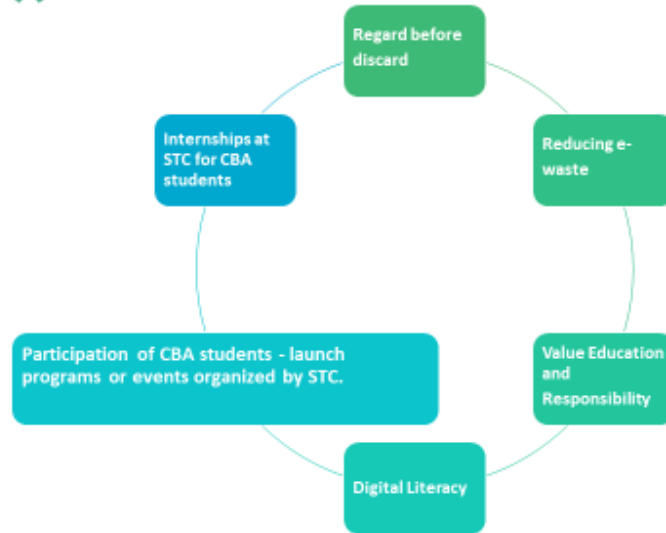 Regard before
discard
Reducing e-
waste
Value Education
and
Responsibility
Digital Literacy
Participation of CBA students - launch
programs or events organized by STC.
Internships at
STC for CBA
students